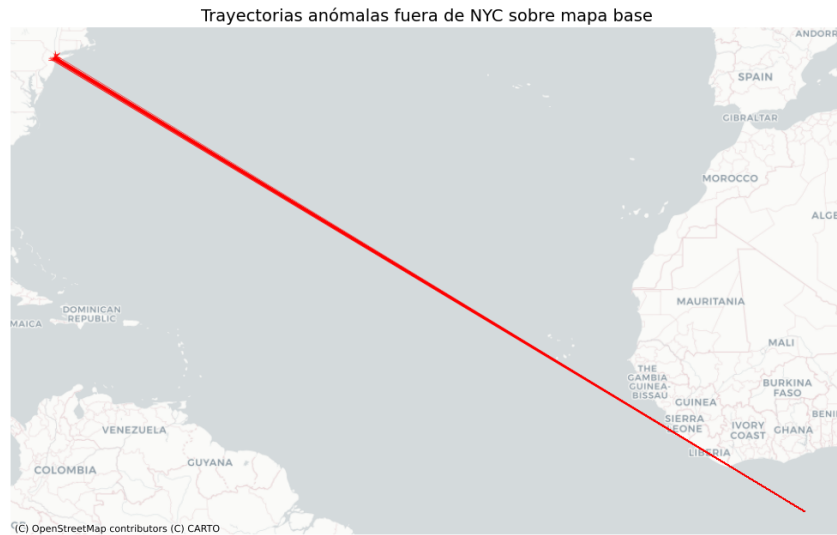 Trayectorias anómalas fuera de NYC sobre mapa base
ANDORR
SPAIN
GIBRALTAR
MOROCCO
ALGE
MAURITANIA
DOMINICAN
REPUBLIC
MAICA
MALI
THE
GAMBIA
GUINEA-
BISSAU
BURKINA
FASO
GUINEA
BENI
SIERRA
LEONE
IVORY
COAST
GHANA
VENEZUELA
LIBERIA
GUYANA
COLOMBIA
(C) OpenStreetMap contributors (C) CARTO